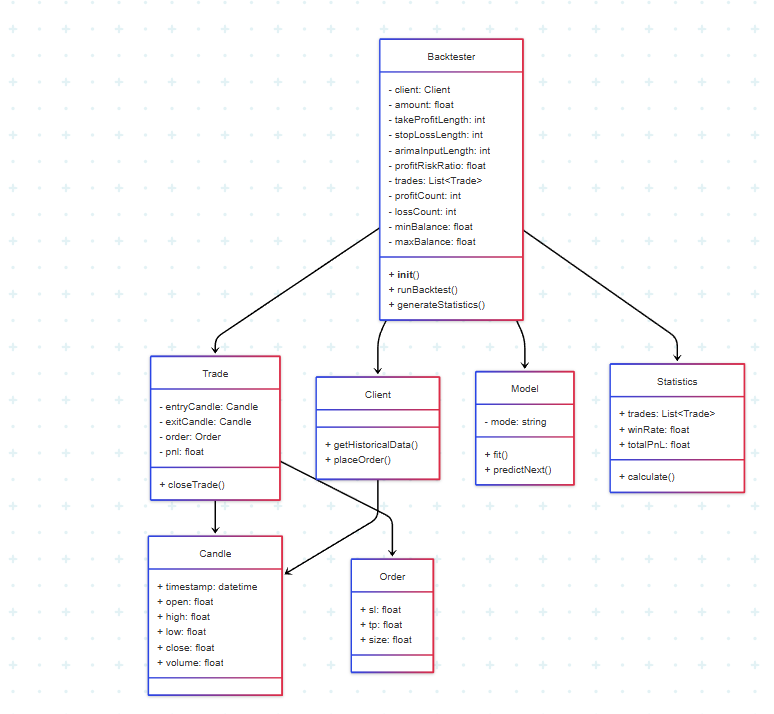 Backtester
- client: Client
- amount: float
- takeProfitLength: int
- stopLossLength: int
- arimaInputLength: int
- profitRiskRatio: float
- trades: List<Trade>
- profitCount: int
- lossCount: int
- minBalance: float
- maxBalance: float
+ init()
+ runBacktest()
+ generateStatistics()
Trade
- entryCandle: Candle
- exitCandle: Candle
- order: Order
- pnl: float
+ closeTrade()
Client
+ getHistoricalData()
+ placeOrder()
Model
- mode: string
+ fit()
+ predictNext()
Statistics
+ trades: List<Trade>
+ winRate: float
+ totalPnL: float
+ calculate()
Candle
+ timestamp: datetime
+ open: float
+ high: float
+ low: float
+ close: float
+ volume: float
Order
+ sl: float
+ tp: float
+ size: float